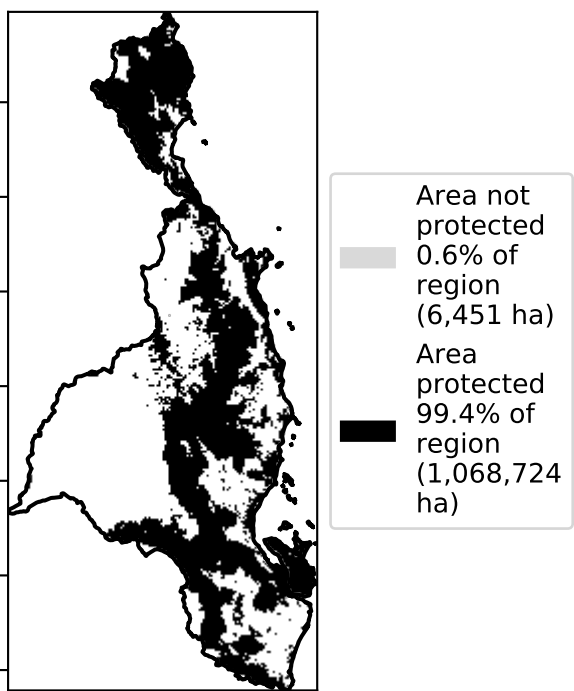 Area not
protected
0.6% of
region
(6,451 ha)
Area
protected
99.4% of
region
(1,068,724
ha)